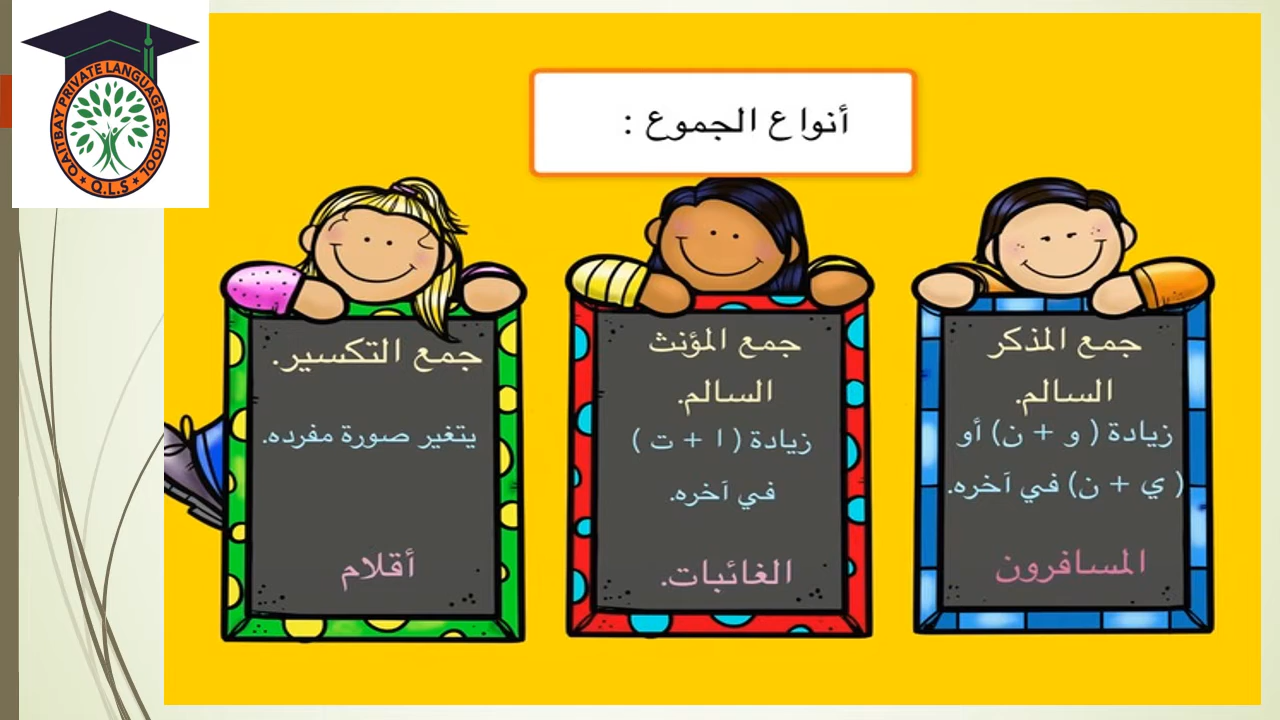 QAITBAY PRIVATE LANGUAGE SCHOOL
Q.L.S
أنواع الجموع :
جمع المذكر
السالم.
زيادة ( و + ن) أو
( ي + ن) في آخره.
المسافرون
جمع المؤنث
السالم.
زيادة ( ا + ت )
في آخره.
الغائبات.
جمع التكسير.
يتغير صورة مفرده.
أقلام